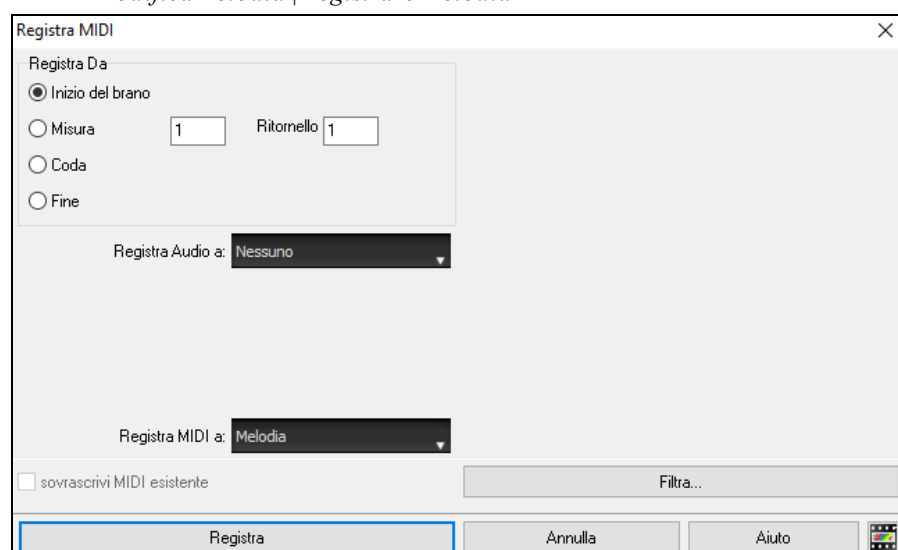 Registra MIDI
Registra Da
Inizio del brano
Misura 1 Ritornello 1
Coda
Fine
Registra Audio a: Nessuno
Registra MIDI a: Melodia
sovrascrivi MIDI esistente Filtra...
Registra Annulla Aiuto